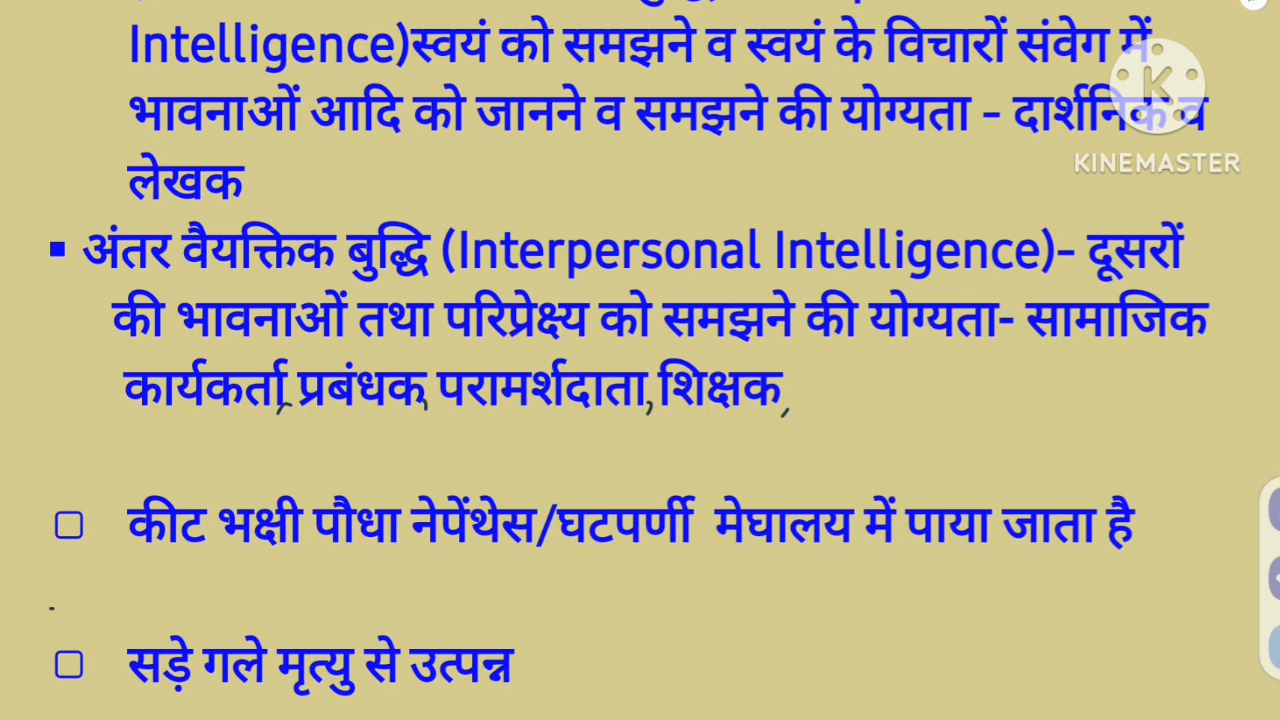 Intelligence)स्वयं को समझने व स्वयं के विचारों संवेग में
भावनाओं आदि को जानने व समझने की योग्यता - दार्शनिक व
लेखक
▪ अंतर वैयक्तिक बुद्धि (Interpersonal Intelligence)- दूसरों
की भावनाओं तथा परिप्रेक्ष्य को समझने की योग्यता- सामाजिक
कार्यकर्ता, प्रबंधक, परामर्शदाता, शिक्षक,
कीट भक्षी पौधा नेपेंथेस/घटपर्णी मेघालय में पाया जाता है
.
सड़े गले मृत्यु से उत्पन्न
K
KINEMASTER